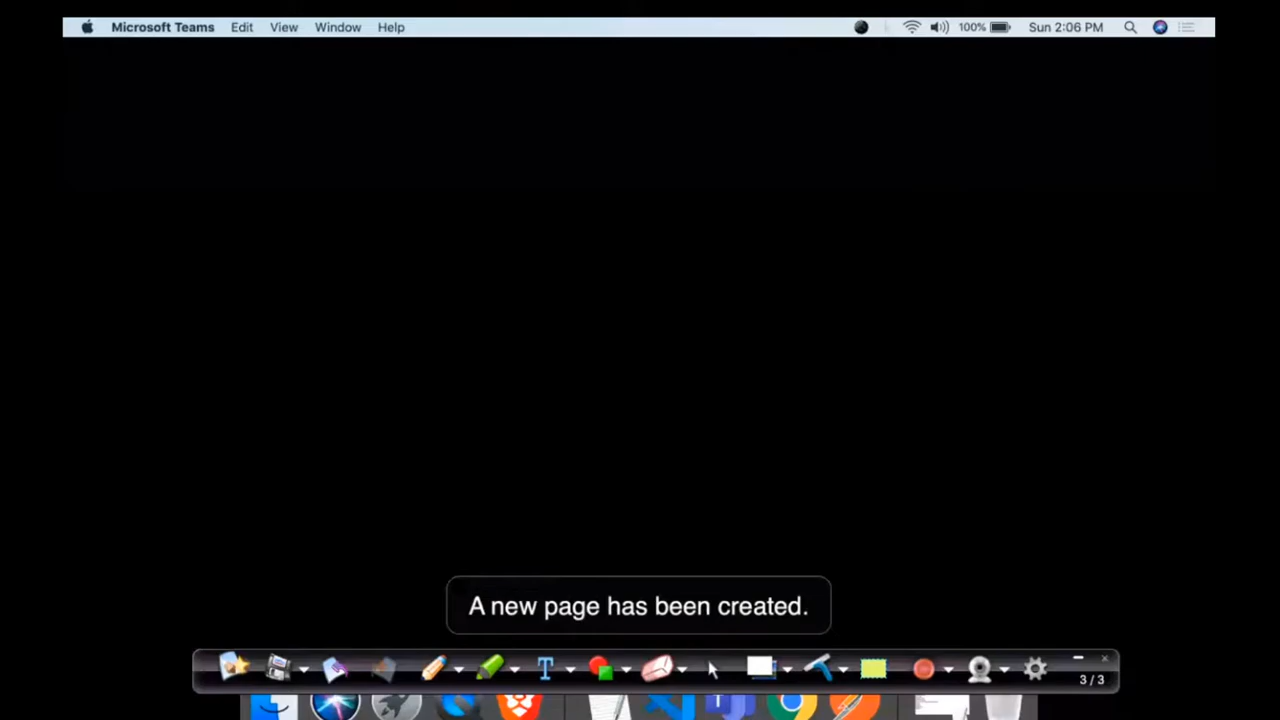 Microsoft Teams Edit View Window Help 100% Sun 2:06 PM
A new page has been created.
T
3 / 3